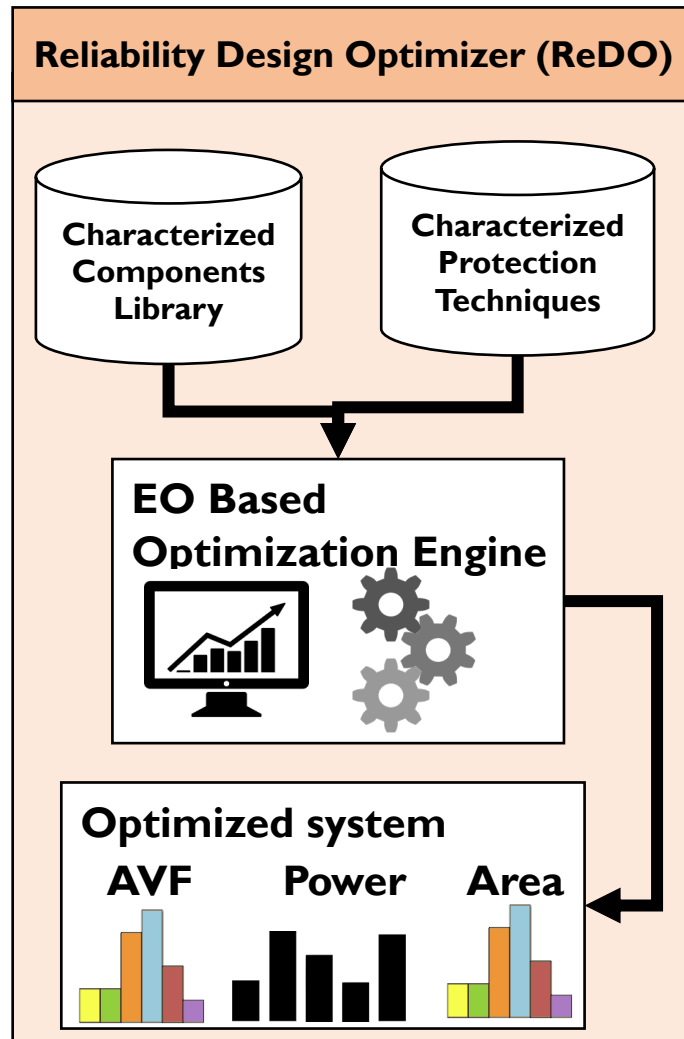 Reliability Design Optimizer (ReDO)
Characterized
Components
Library
Characterized
Protection
Techniques
EO Based
Optimization Engine
Optimized system
AVF Power Area